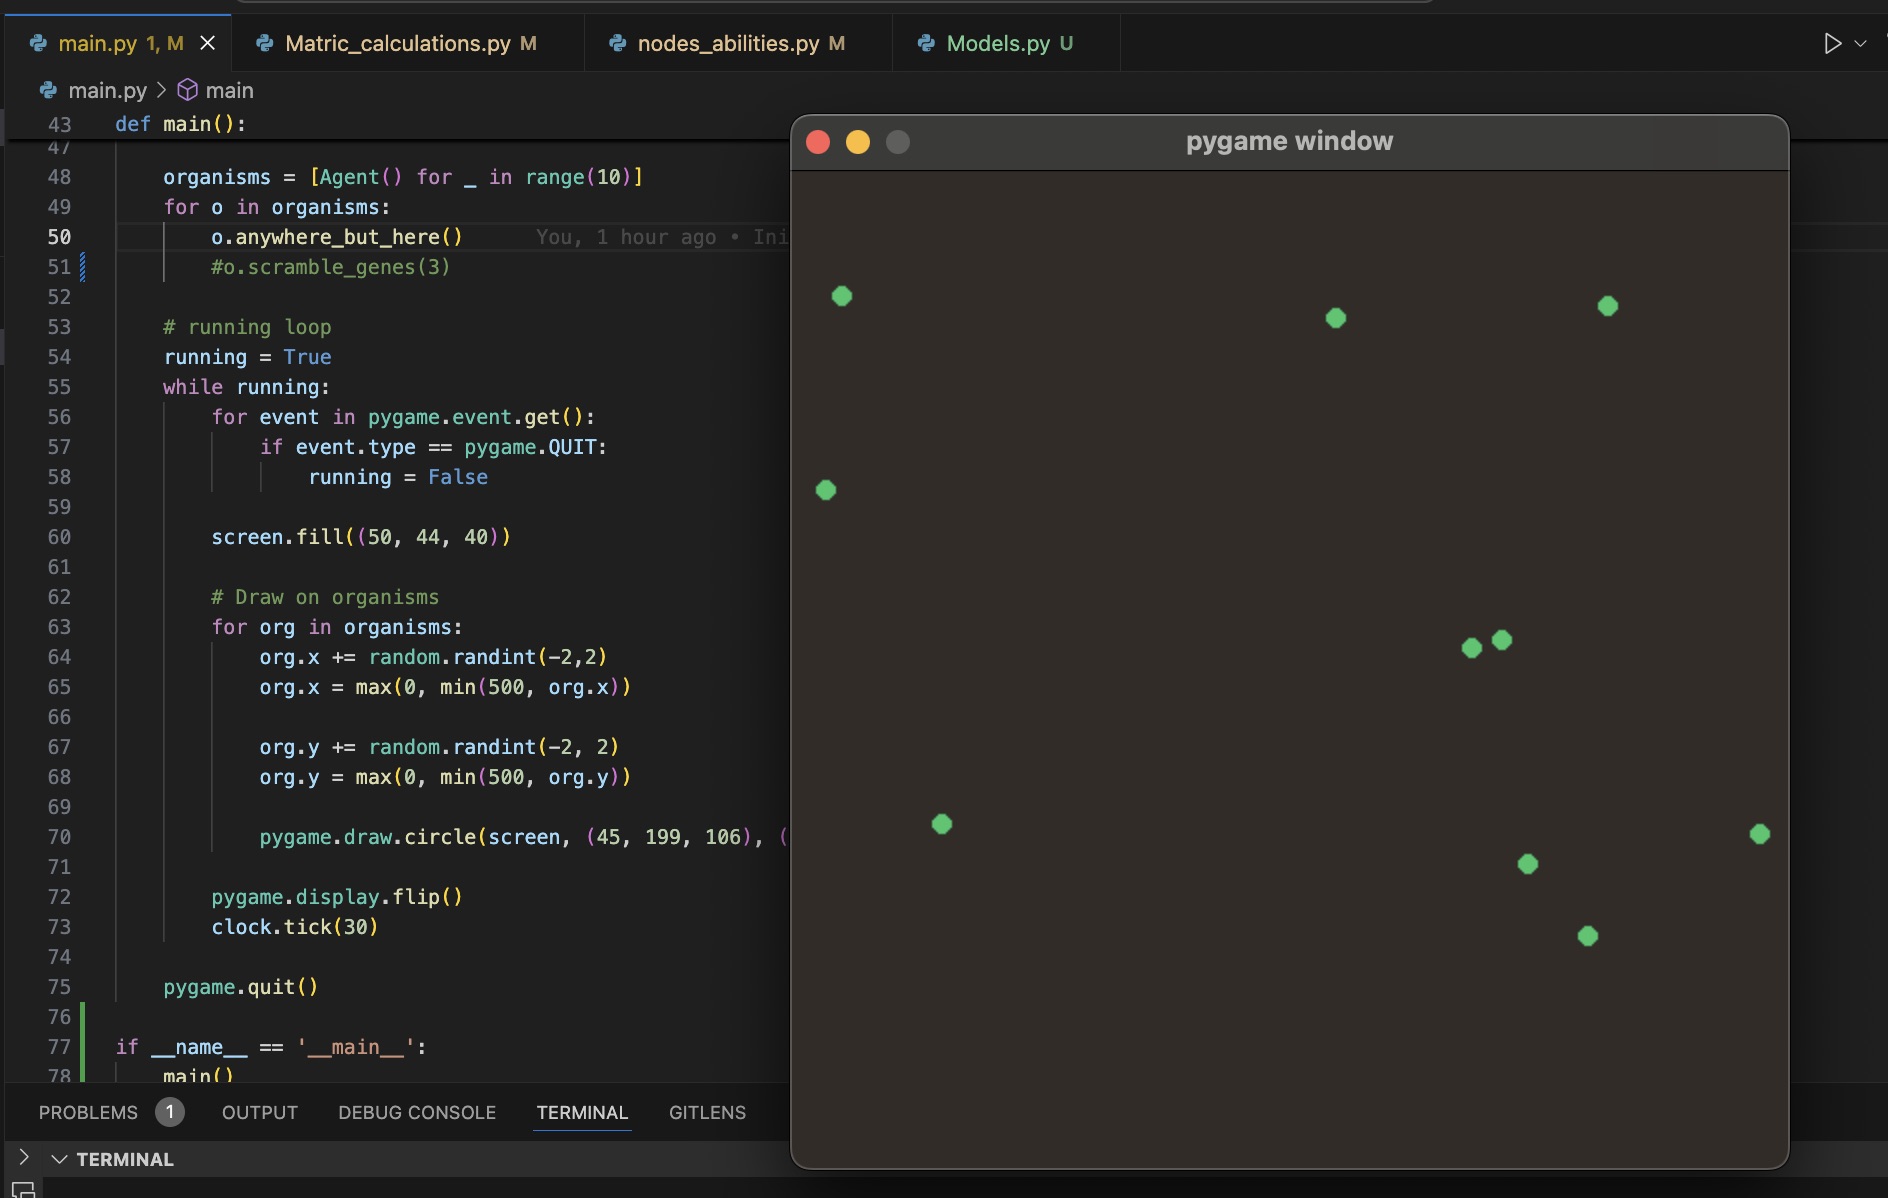 main.py 1, M
Matric_calculations.py M
nodes_abilities.py M
Models.py U
main.py > main
43 def main():
47
48 organisms = [Agent() for _ in range(10)]
49 for o in organisms:
50 o.anywhere_but_here() You, 1 hour ago • Ini
51 #o.scramble_genes(3)
52
53 # running loop
54 running = True
55 while running:
56 for event in pygame.event.get():
57 if event.type == pygame.QUIT:
58 running = False
59
60 screen.fill((50, 44, 40))
61
62 # Draw on organisms
63 for org in organisms:
64 org.x += random.randint(-2,2)
65 org.x = max(0, min(500, org.x))
66
67 org.y += random.randint(-2, 2)
68 org.y = max(0, min(500, org.y))
69
70 pygame.draw.circle(screen, (45, 199, 106), (
71
72 pygame.display.flip()
73 clock.tick(30)
74
75 pygame.quit()
76
77 if __name__ == '__main__':
78 main()
pygame window
PROBLEMS 1 OUTPUT DEBUG CONSOLE TERMINAL GITLENS
TERMINAL